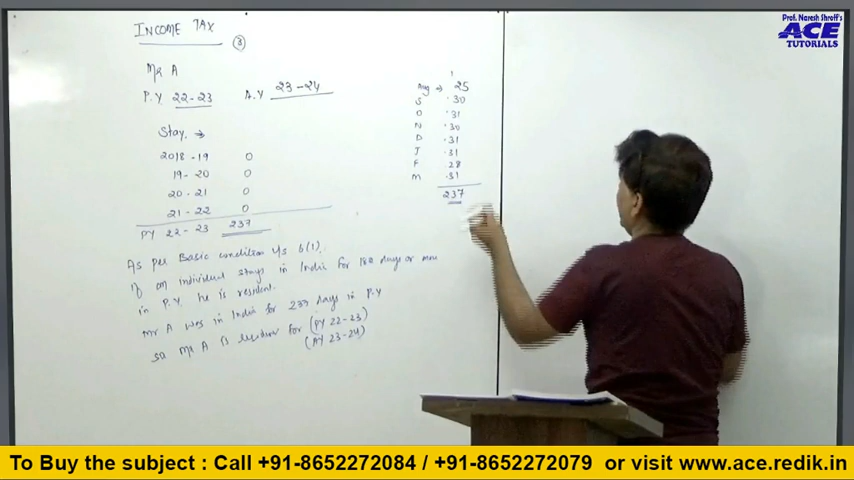 INCOME TAX
3
Mr A
P.Y. 22-23 A.Y 23-24
Stay →
2018-19 0
19-20 0
20-21 0
21-22 0
PY 22-23 237
As per Basic condition u/s 6(1).
If an individual stays in India for 182 days or more
in P.Y he is resident.
Mr A was in India for 237 days in P.Y
so Mr A is resident for (PY 22-23)
(AY 23-24)
Aug → 25
S 30
O 31
N 30
D 31
J 31
F 28
M 31
237
Prof. Naresh Shroff's
ACE
TUTORIALS
To Buy the subject : Call +91-8652272084 / +91-8652272079 or visit www.ace.redik.in